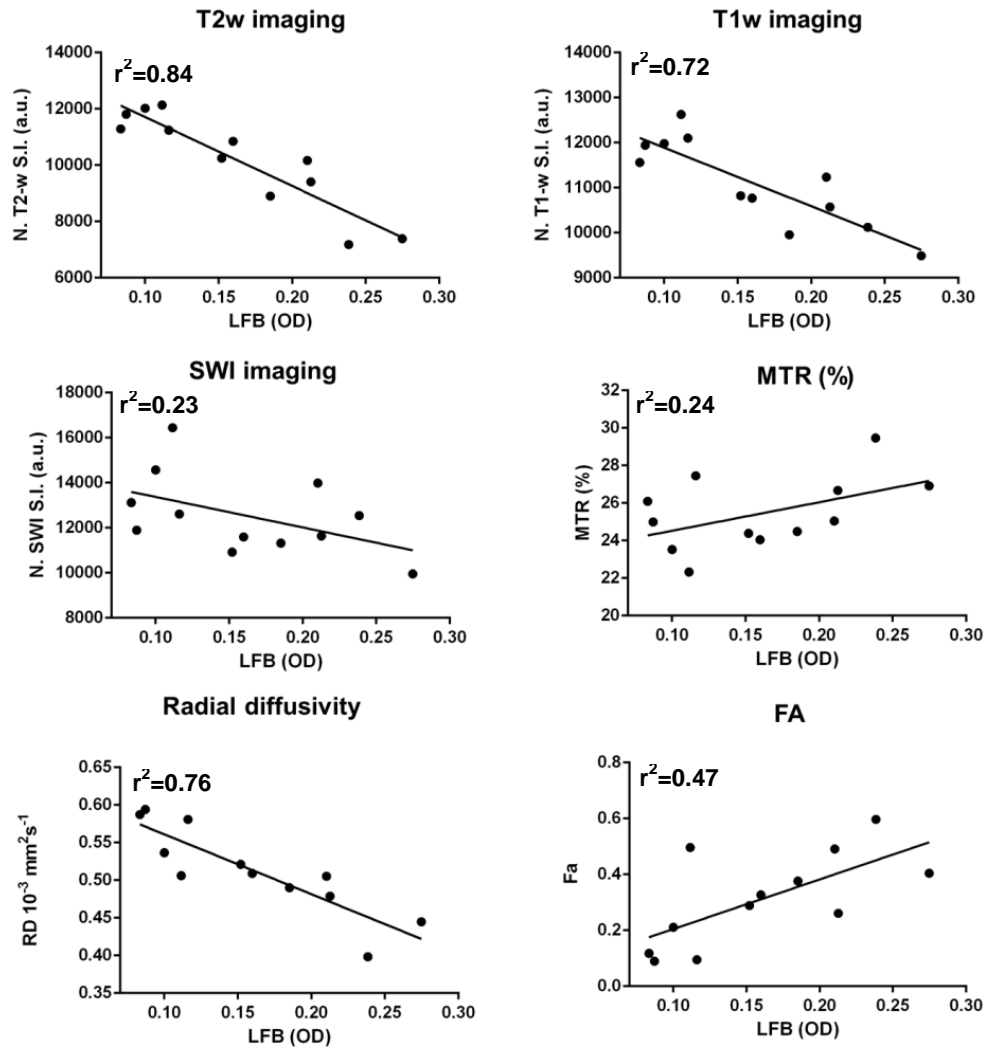 T2w imaging
r²=0.84
14000
12000
10000
8000
6000
N. T2-w S.I. (a.u.)
0.10 0.15 0.20 0.25 0.30
LFB (OD)
T1w imaging
r²=0.72
14000
13000
12000
11000
10000
9000
N. T1-w S.I. (a.u.)
0.10 0.15 0.20 0.25 0.30
LFB (OD)
SWI imaging
r²=0.23
18000
16000
14000
12000
10000
8000
N. SWI S.I. (a.u.)
0.10 0.15 0.20 0.25 0.30
LFB (OD)
MTR (%)
r²=0.24
32
30
28
26
24
22
20
MTR (%)
0.10 0.15 0.20 0.25 0.30
LFB (OD)
Radial diffusivity
r²=0.76
0.65
0.60
0.55
0.50
0.45
0.40
0.35
RD 10⁻³ mm²s⁻¹
0.10 0.15 0.20 0.25 0.30
LFB (OD)
FA
r²=0.47
0.8
0.6
0.4
0.2
0.0
Fa
0.10 0.15 0.20 0.25 0.30
LFB (OD)